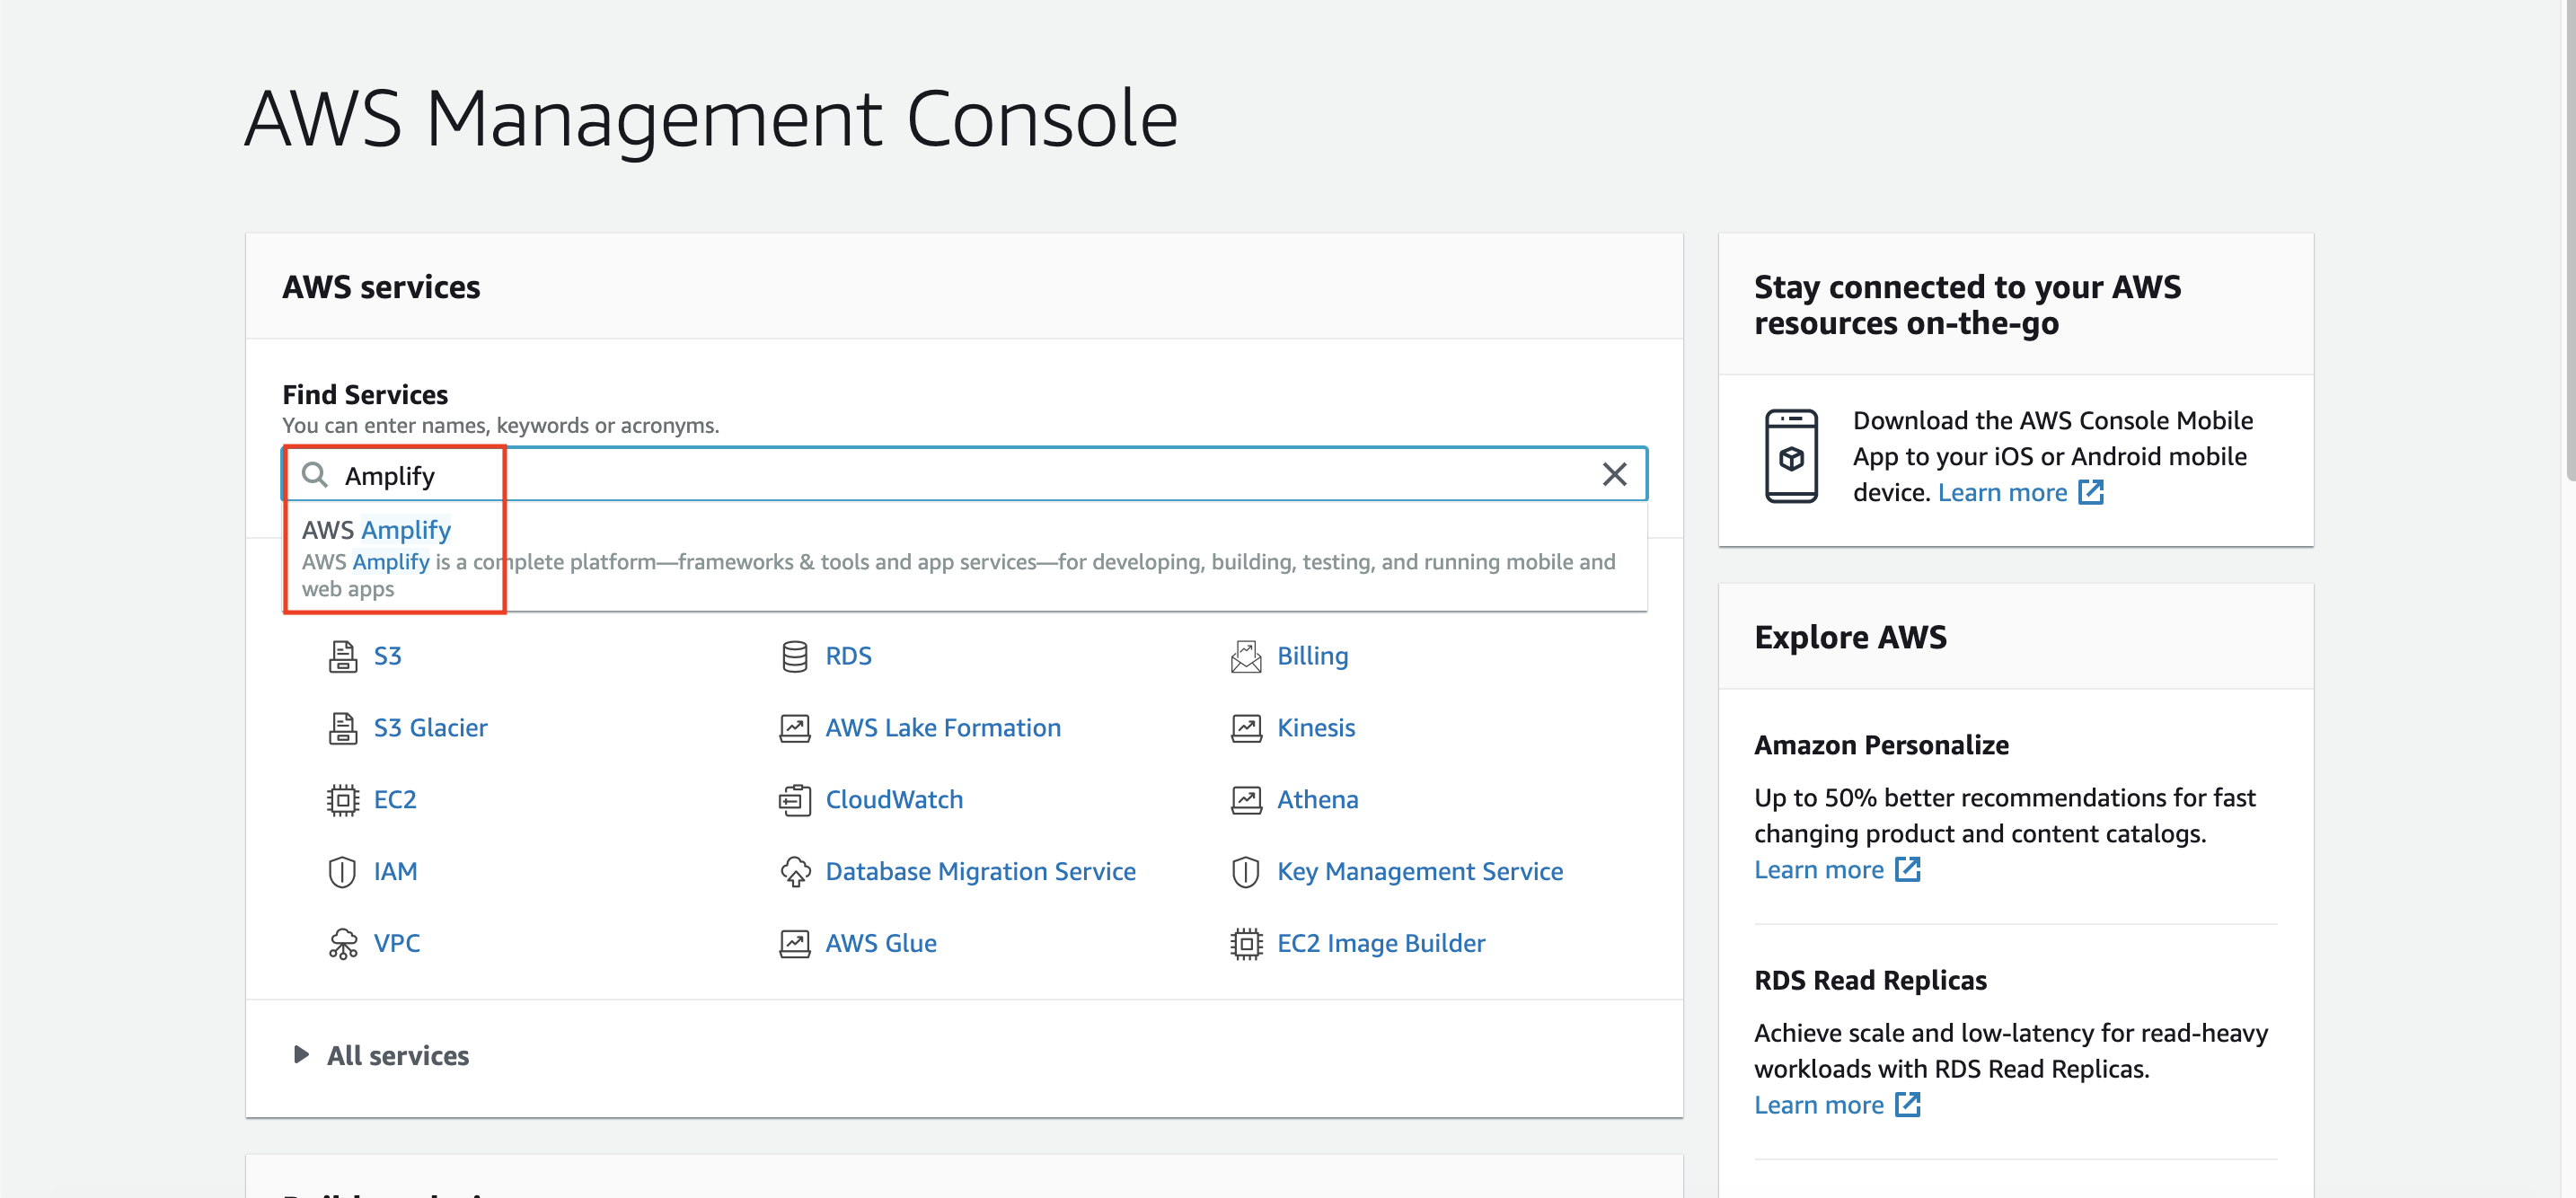 AWS Management Console
AWS services
Find Services
You can enter names, keywords or acronyms.
Amplify
AWS Amplify
AWS Amplify is a complete platform—frameworks & tools and app services—for developing, building, testing, and running mobile and
web apps
S3
RDS
Billing
S3 Glacier
AWS Lake Formation
Kinesis
EC2
CloudWatch
Athena
IAM
Database Migration Service
Key Management Service
VPC
AWS Glue
EC2 Image Builder
All services
Stay connected to your AWS
resources on-the-go
Download the AWS Console Mobile
App to your iOS or Android mobile
device. Learn more
Explore AWS
Amazon Personalize
Up to 50% better recommendations for fast
changing product and content catalogs.
Learn more
RDS Read Replicas
Achieve scale and low-latency for read-heavy
workloads with RDS Read Replicas.
Learn more